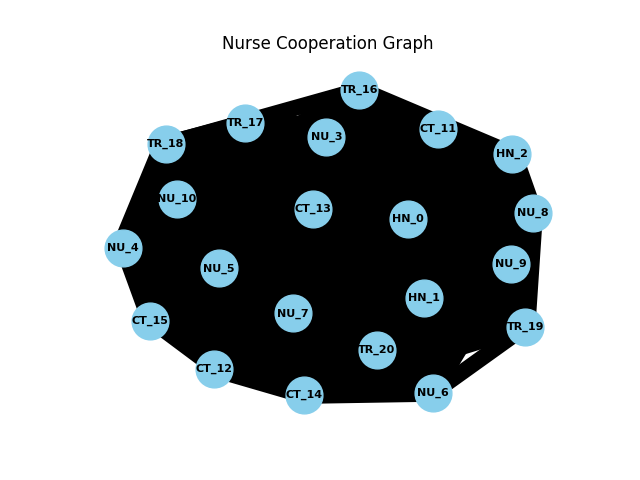 Nurse Cooperation Graph
TR_16
TR_17
CT_11
NU_3
TR_18
HN_2
NU_10
CT_13
NU_8
HN_0
NU_4
NU_9
NU_5
HN_1
NU_7
CT_15
TR_19
TR_20
CT_12
NU_6
CT_14